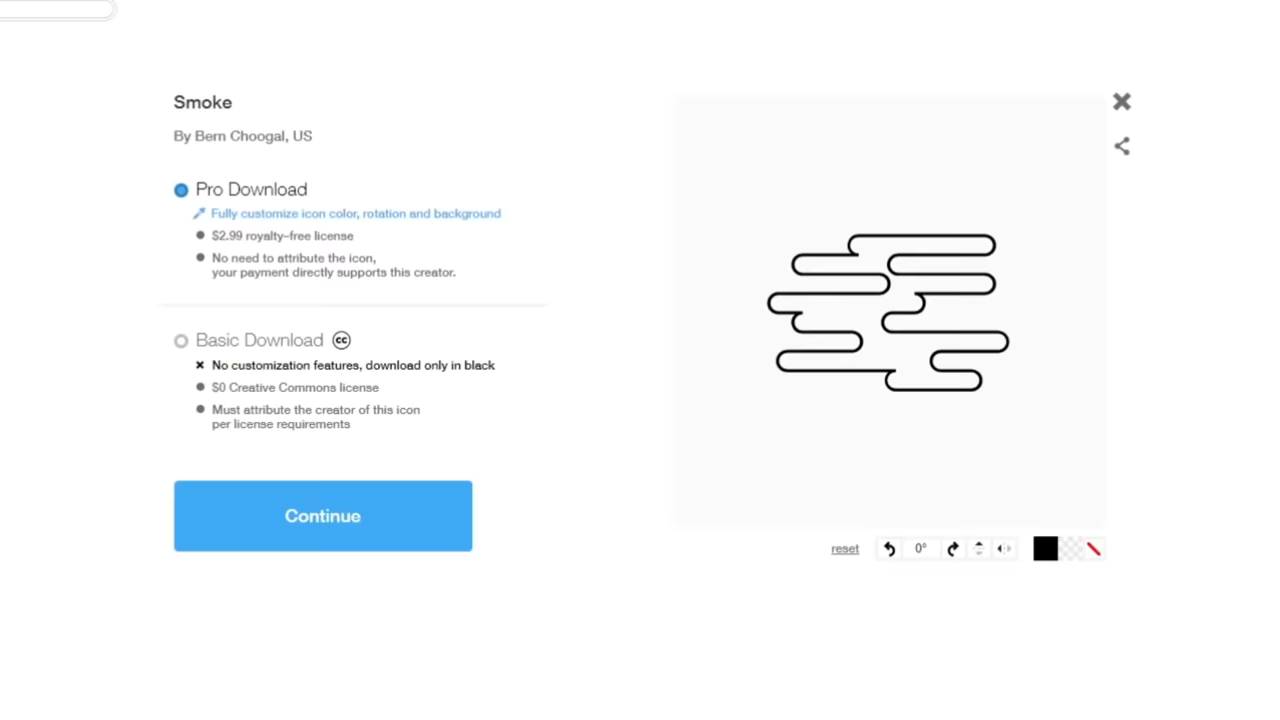 Smoke
By Bern Choogal, US
Pro Download
Fully customize icon color, rotation and background
$2.99 royalty-free license
No need to attribute the icon,
your payment directly supports this creator.
Basic Download cc
No customization features, download only in black
$0 Creative Commons license
Must attribute the creator of this icon
per license requirements
Continue
reset
0°